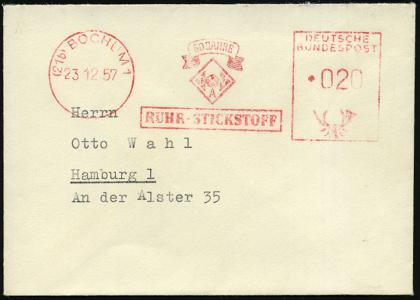 (21b) BOCHUM 1
23.12.57
50 JAHRE
A
RUHR-STICKSTOFF
DEUTSCHE
BUNDESPOST
020
Herrn
Otto Wahl
Hamburg 1
An der Alster 35